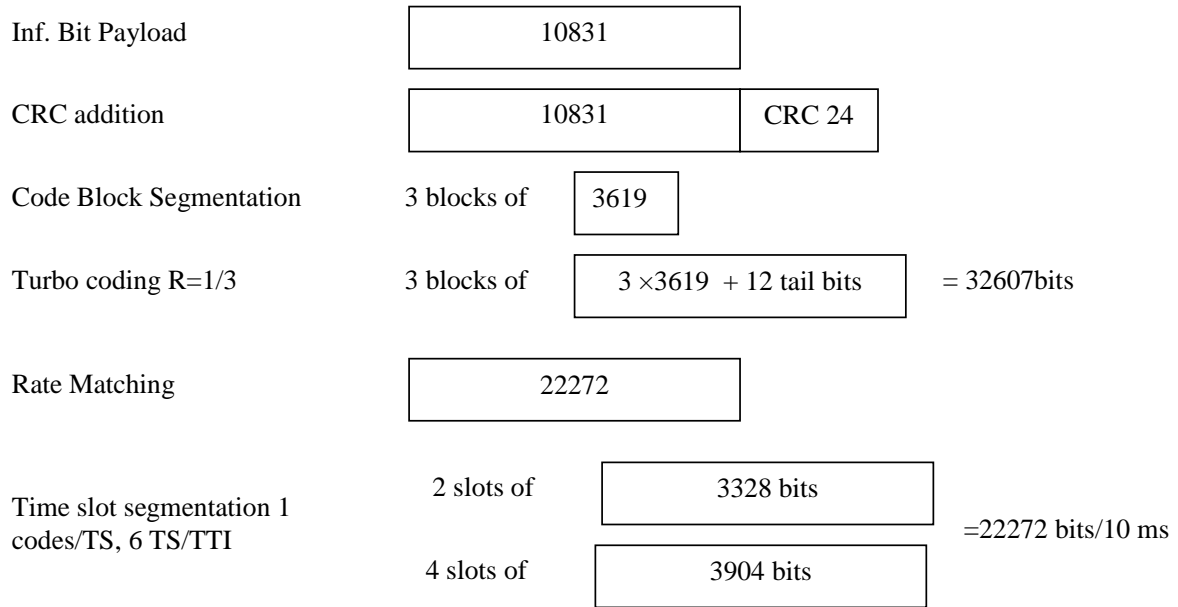 Inf. Bit Payload 10831
CRC addition 10831 CRC 24
Code Block Segmentation 3 blocks of 3619
Turbo coding R=1/3 3 blocks of 3 ×3619 + 12 tail bits = 32607bits
Rate Matching 22272
2 slots of 3328 bits
Time slot segmentation 1
codes/TS, 6 TS/TTI
=22272 bits/10 ms
4 slots of 3904 bits